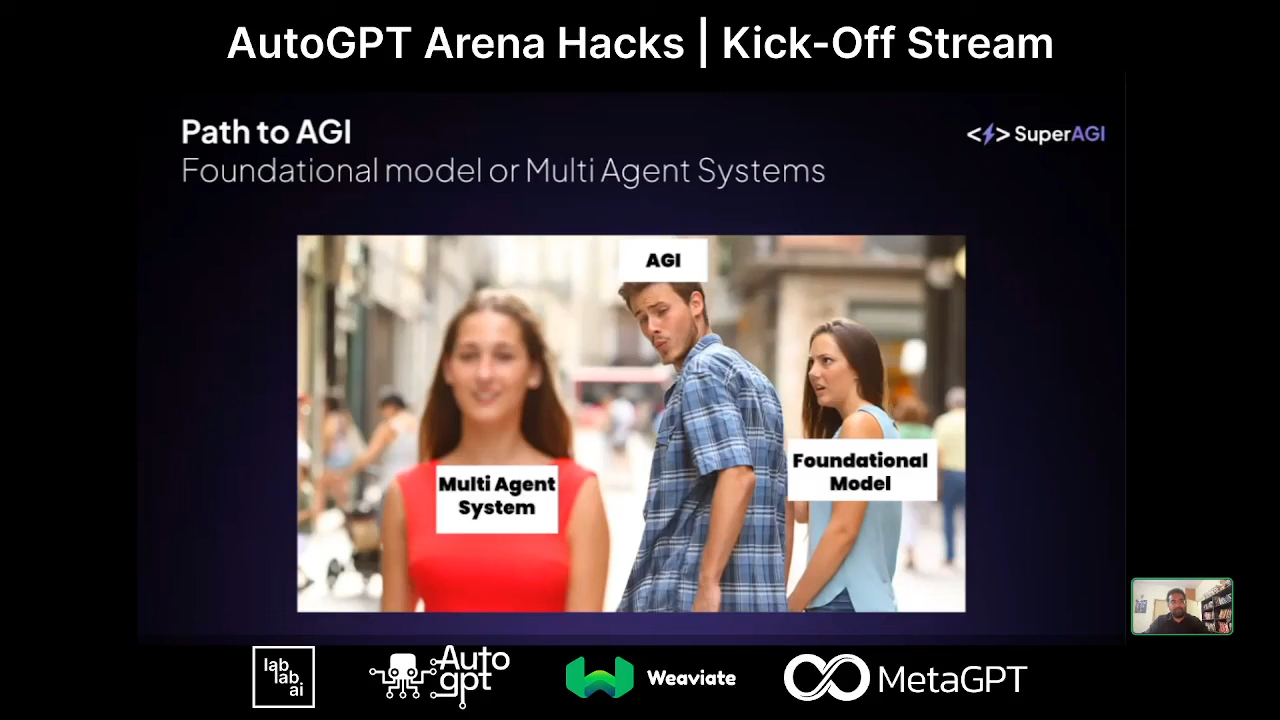 AutoGPT Arena Hacks | Kick-Off Stream
Path to AGI
<⚡> SuperAGI
Foundational model or Multi Agent Systems
AGI
Multi Agent
System
Foundational
Model
lab
lab
ai
Auto
gpt
Weaviate
MetaGPT